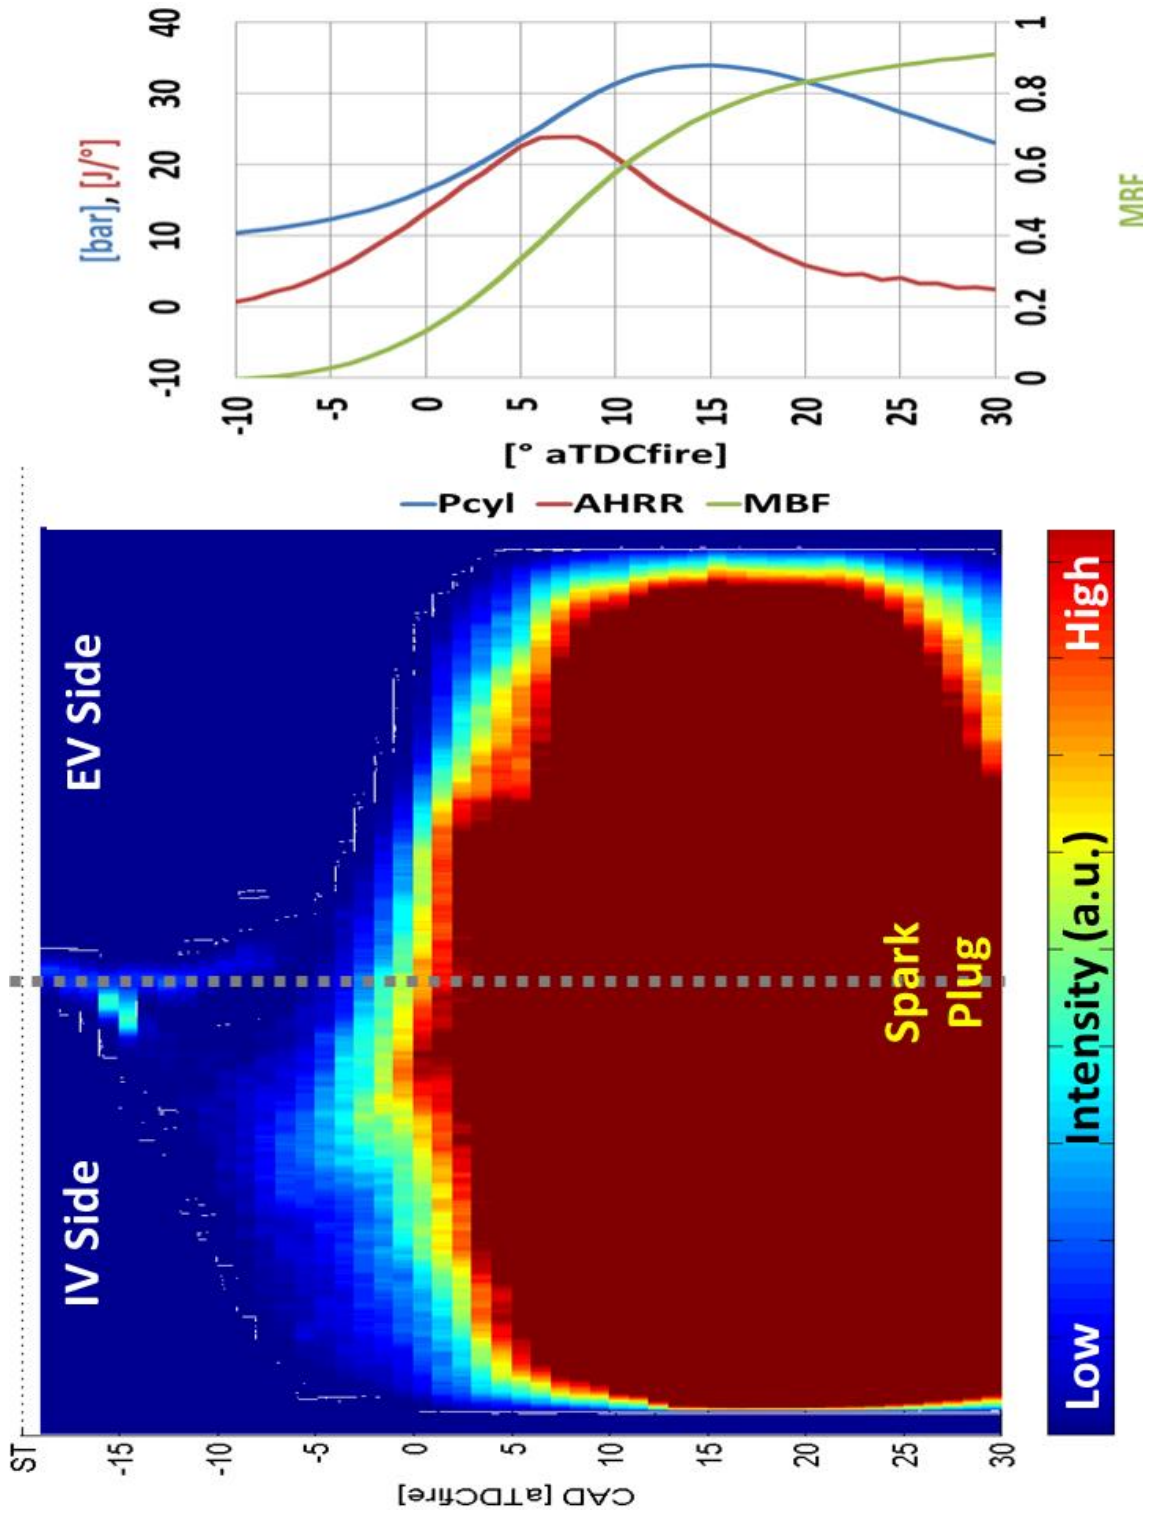 [bar], [J/°]
40
30
20
10
0
-10
1
0.8
0.6
0.4
0.2
0
MBF
-10
-5
0
5
10
15
20
25
30
[° aTDCfire]
Pcyl AHRR MBF
EV Side
IV Side
Spark
Plug
ST
-15
-10
-5
0
5
10
15
20
25
30
CAD [aTDCfire]
High
Intensity (a.u.)
Low